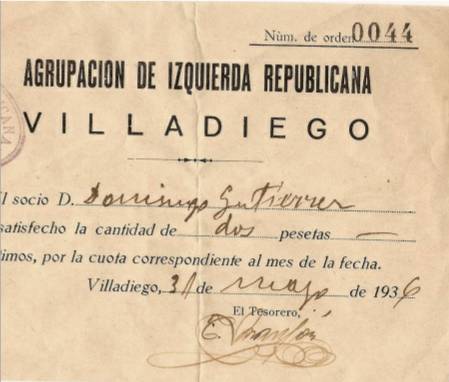 Núm. de orden 0044
AGRUPACION DE IZQUIERDA REPUBLICANA
VILLADIEGO
l socio D. Domingo Gutierrez
satisfecho la cantidad de dos pesetas —
timos, por la cuota correspondiente al mes de la fecha.
Villadiego, 31 de mayo de 1936
El Tesorero,
E.